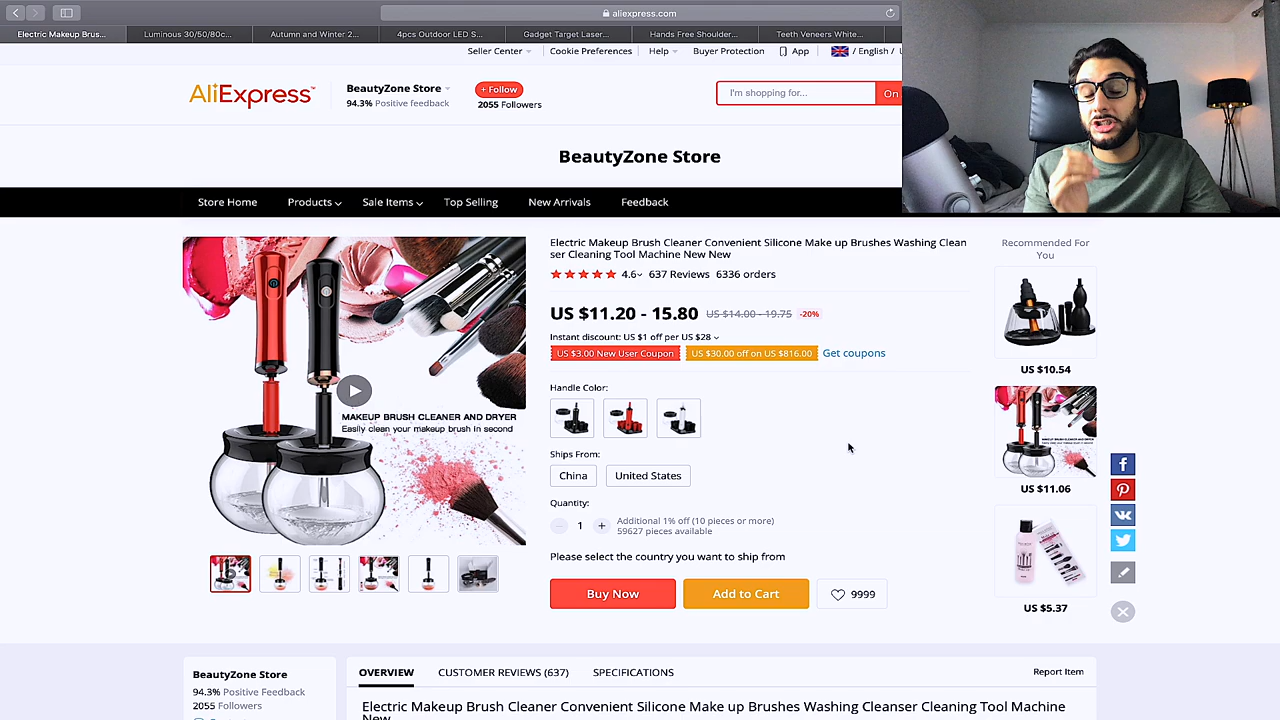 aliexpress.com
Electric Makeup Brus...
Luminous 30/50/80c...
Autumn and Winter 2...
4pcs Outdoor LED S...
Gadget Target Laser...
Hands Free Shoulder...
Teeth Veneers White...
Seller Center
Cookie Preferences
Help
Buyer Protection
App
/ English /
AliExpress™
BeautyZone Store
94.3% Positive feedback
+ Follow
2055 Followers
I'm shopping for...
On
BeautyZone Store
Store Home
Products
Sale Items
Top Selling
New Arrivals
Feedback
MAKEUP BRUSH CLEANER AND DRYER
Easily clean your makeup brush in second
Electric Makeup Brush Cleaner Convenient Silicone Make up Brushes Washing Clean
ser Cleaning Tool Machine New New
4.6 637 Reviews 6336 orders
US $11.20 - 15.80 US $14.00 - 19.75 -20%
Instant discount: US $1 off per US $28
US $3.00 New User Coupon
US $30.00 off on US $816.00
Get coupons
Handle Color:
Ships From:
China
United States
Quantity:
1
Additional 1% off (10 pieces or more)
59627 pieces available
Please select the country you want to ship from
Buy Now
Add to Cart
9999
Recommended For
You
US $10.54
US $11.06
US $5.37
BeautyZone Store
94.3% Positive Feedback
2055 Followers
OVERVIEW
CUSTOMER REVIEWS (637)
SPECIFICATIONS
Report Item
Electric Makeup Brush Cleaner Convenient Silicone Make up Brushes Washing Cleanser Cleaning Tool Machine
New